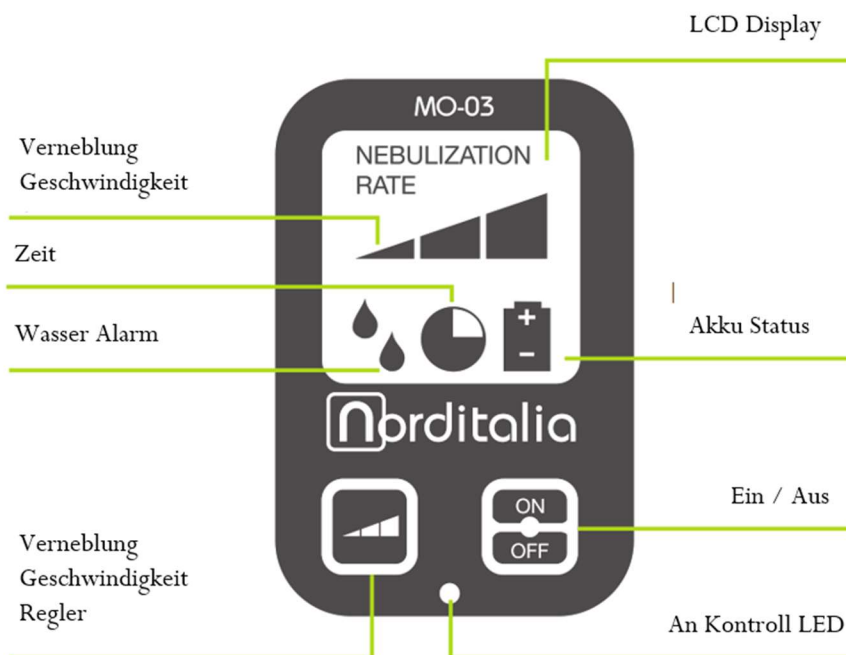 LCD Display
MO-03
NEBULIZATION
RATE
Verneblung
Geschwindigkeit
Zeit
Wasser Alarm
Akku Status
+
-
norditalia
Ein / Aus
ON
OFF
Verneblung
Geschwindigkeit
Regler
An Kontroll LED